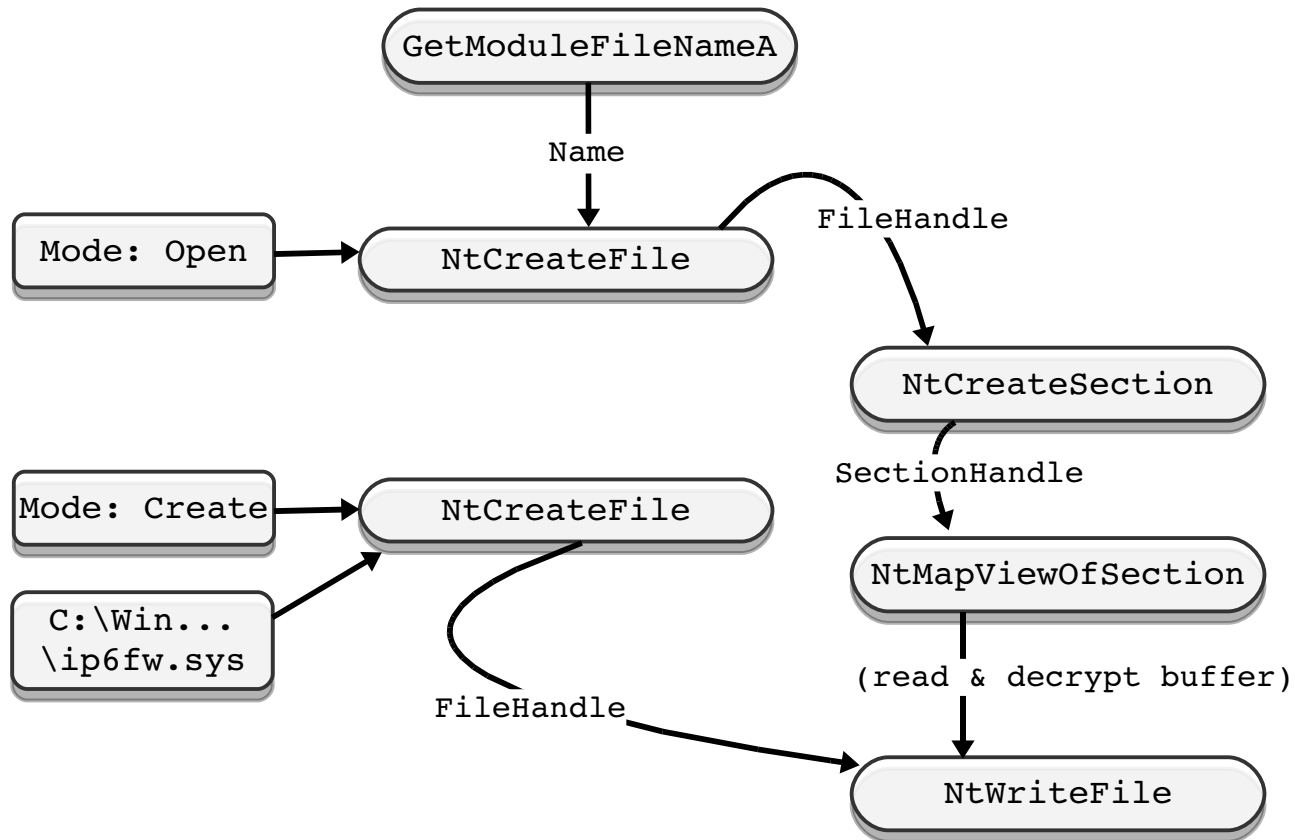 GetModuleFileNameA
Name
Mode: Open
NtCreateFile
FileHandle
NtCreateSection
SectionHandle
Mode: Create
NtCreateFile
NtMapViewOfSection
C:\Win...
\ip6fw.sys
(read & decrypt buffer)
FileHandle
NtWriteFile